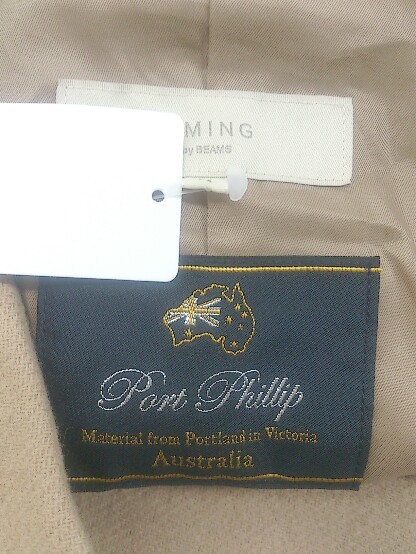 MING
by BEAMS
Port Phillip
Material from Portland in Victoria
Australia